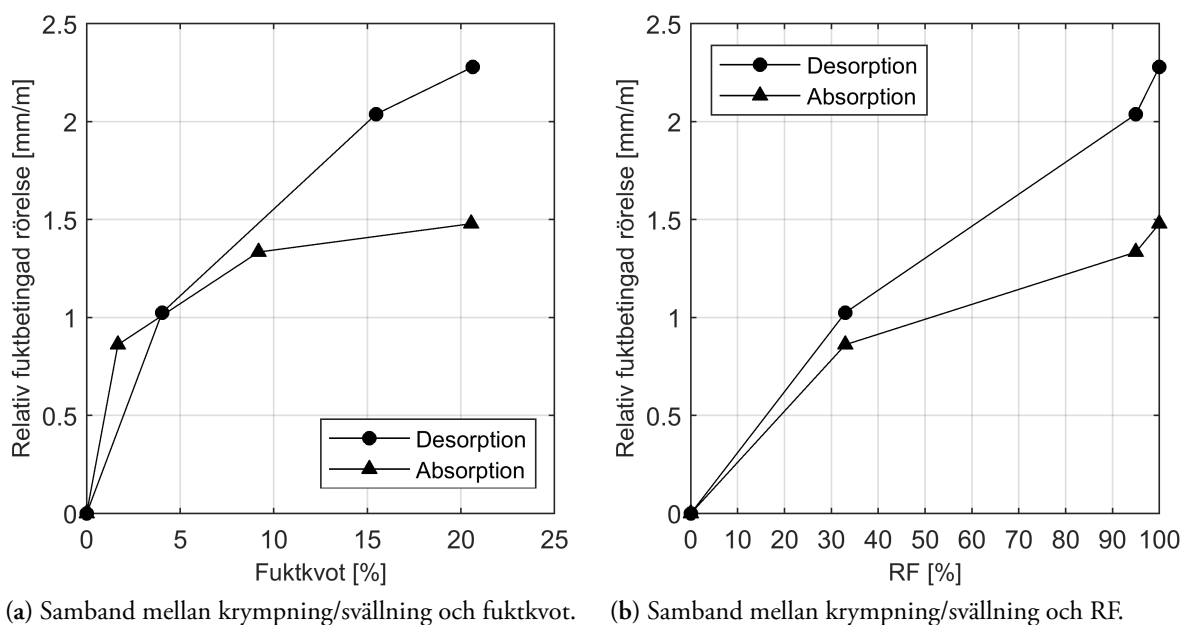 2.5
2
1.5
1
0.5
0
0 5 10 15 20 25
Relativ fuktbetingad rörelse [mm/m]
Fuktkvot [%]
Desorption
Absorption
(a) Samband mellan krympning/svällning och fuktkvot.
2.5
2
1.5
1
0.5
0
0 10 20 30 40 50 60 70 80 90 100
Relativ fuktbetingad rörelse [mm/m]
RF [%]
Desorption
Absorption
(b) Samband mellan krympning/svällning och RF.